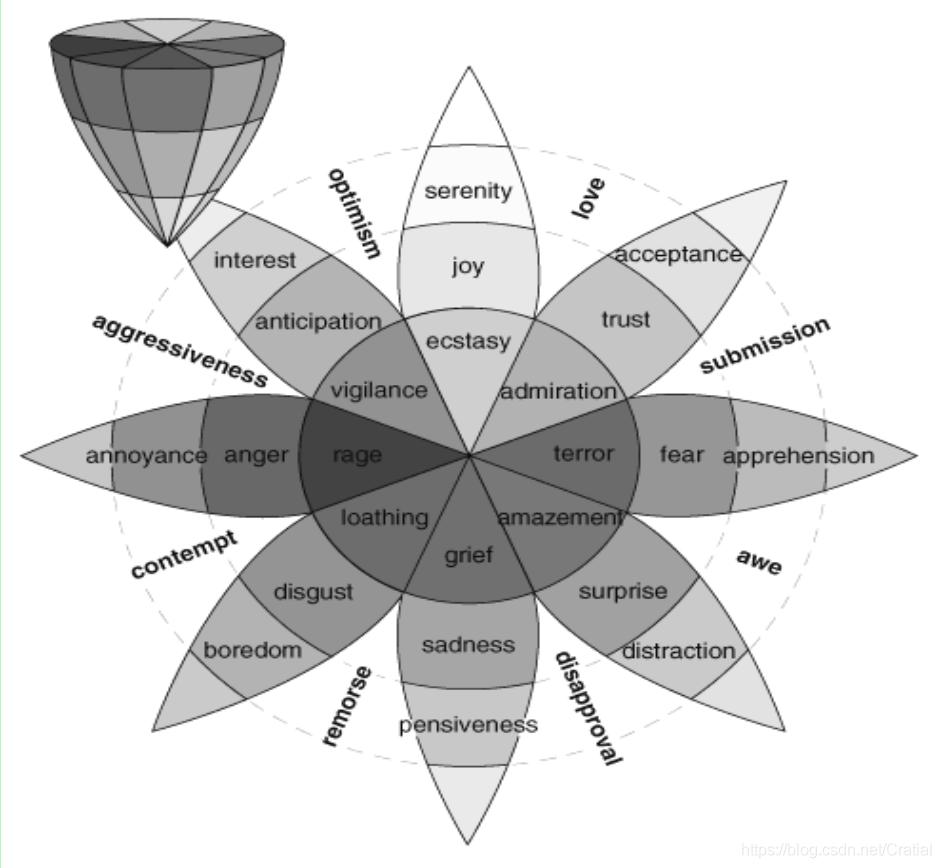 serenity
optimism
love
joy
interest
acceptance
anticipation
trust
aggressiveness
submission
ecstasy
vigilance
admiration
annoyance
anger
rage
terror
fear
apprehension
loathing
amazement
contempt
grief
awe
disgust
surprise
boredom
sadness
distraction
remorse
disapproval
pensiveness
https://blog.csdn.net/Cratial